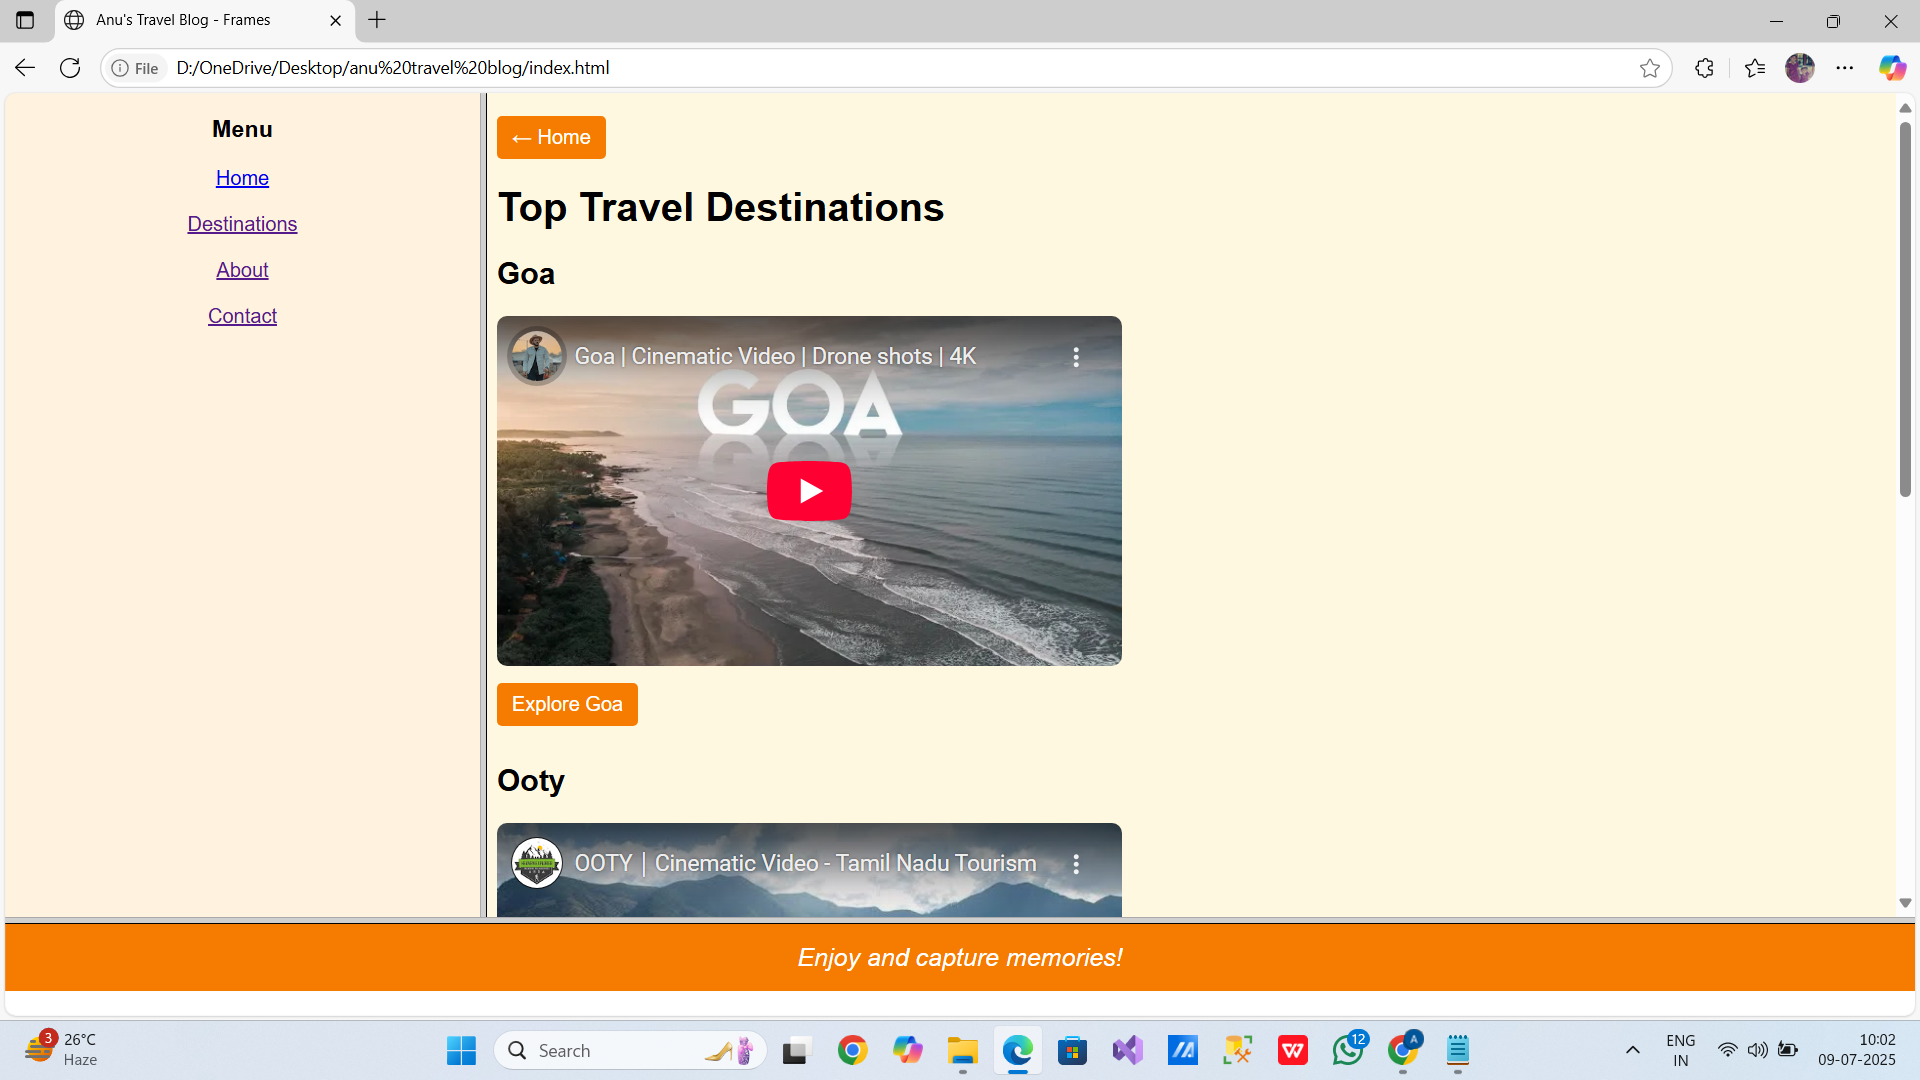 Anu's Travel Blog - Frames
File
D:/OneDrive/Desktop/anu%20travel%20blog/index.html
Menu
Home
Destinations
About
Contact
← Home
Top Travel Destinations
Goa
Goa | Cinematic Video | Drone shots | 4K
GOA
Explore Goa
Ooty
OOTY | Cinematic Video - Tamil Nadu Tourism
Enjoy and capture memories!
3
26°C
Haze
Search
12
A
ENG
IN
10:02
09-07-2025